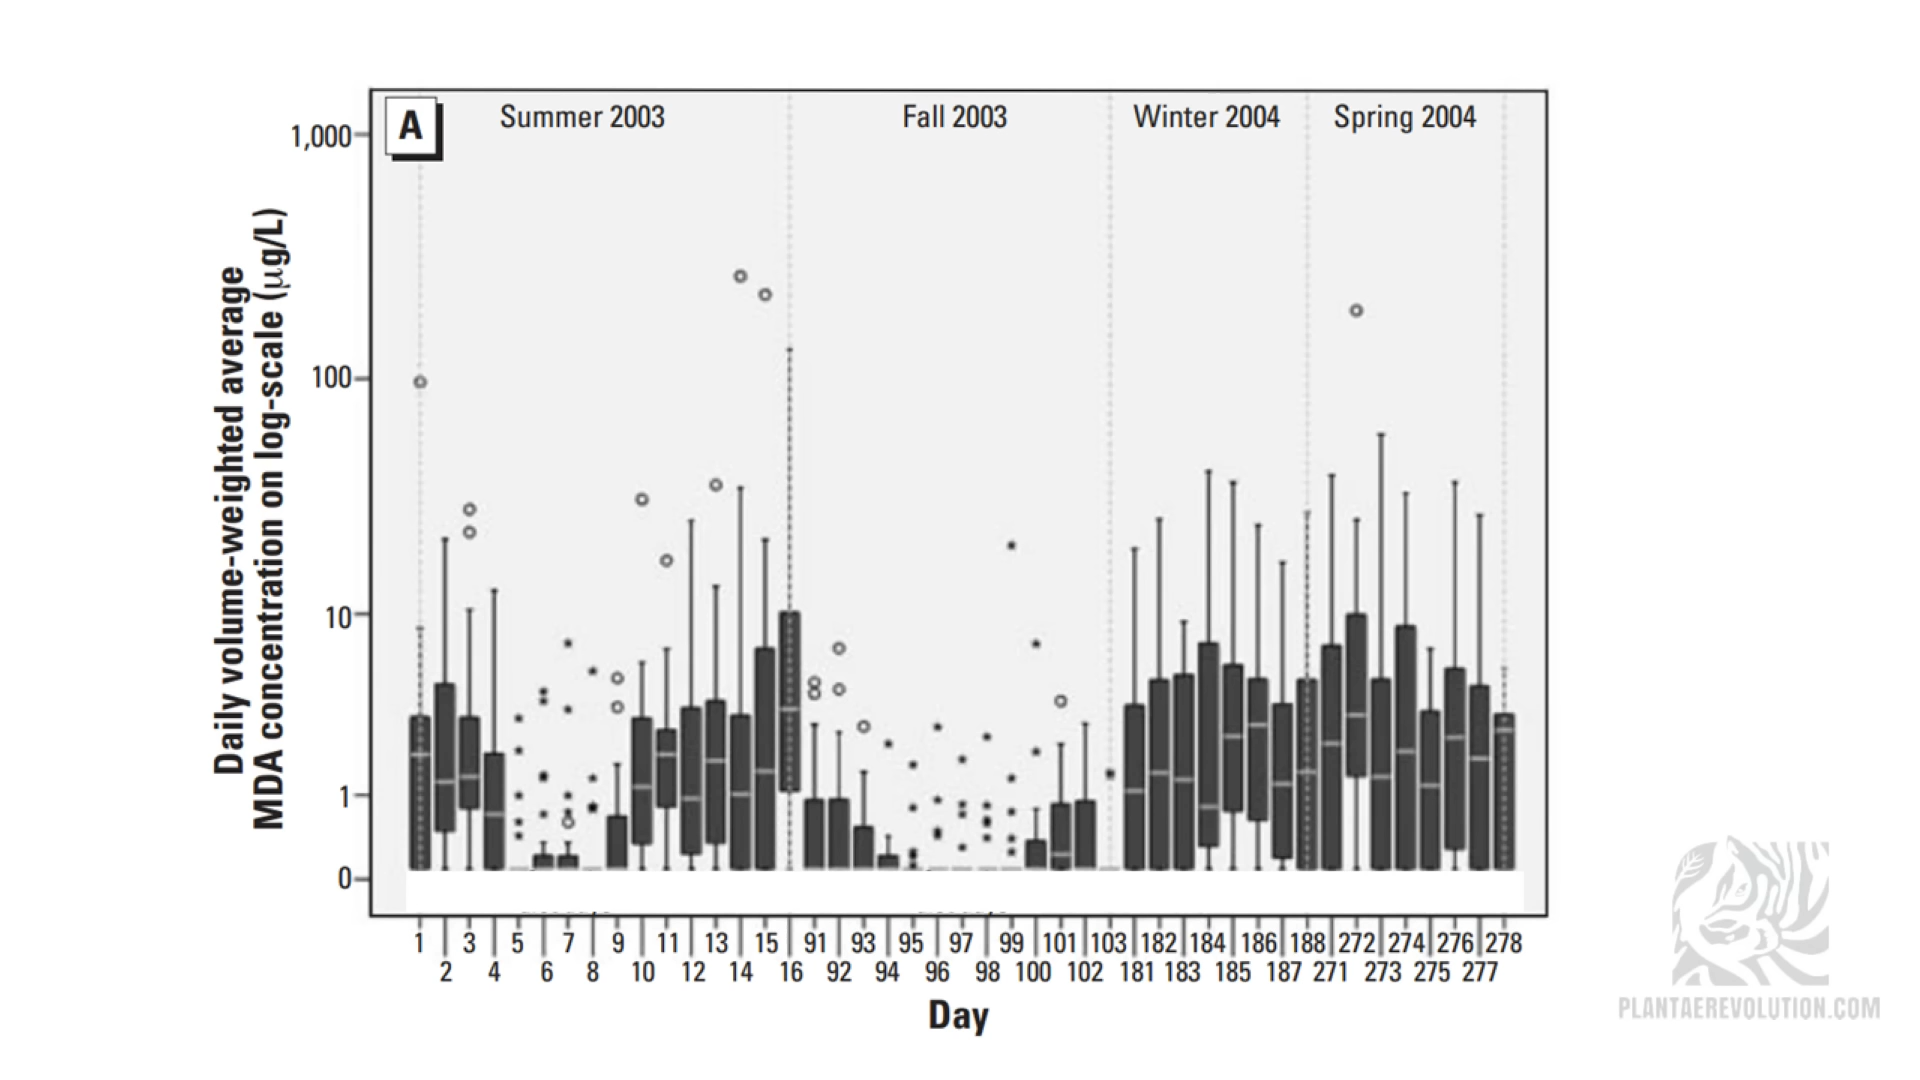 A
Summer 2003
Fall 2003
Winter 2004
Spring 2004
Daily volume-weighted average
MDA concentration on log-scale (µg/L)
1,000
100
10
1
0
1 3 5 7 9 11 13 15 91 93 95 97 99 101 103 182 184 186 188 272 274 276 278
2 4 6 8 10 12 14 16 92 94 96 98 100 102 181 183 185 187 271 273 275 277
Day
PLANTAEREVOLUTION.COM